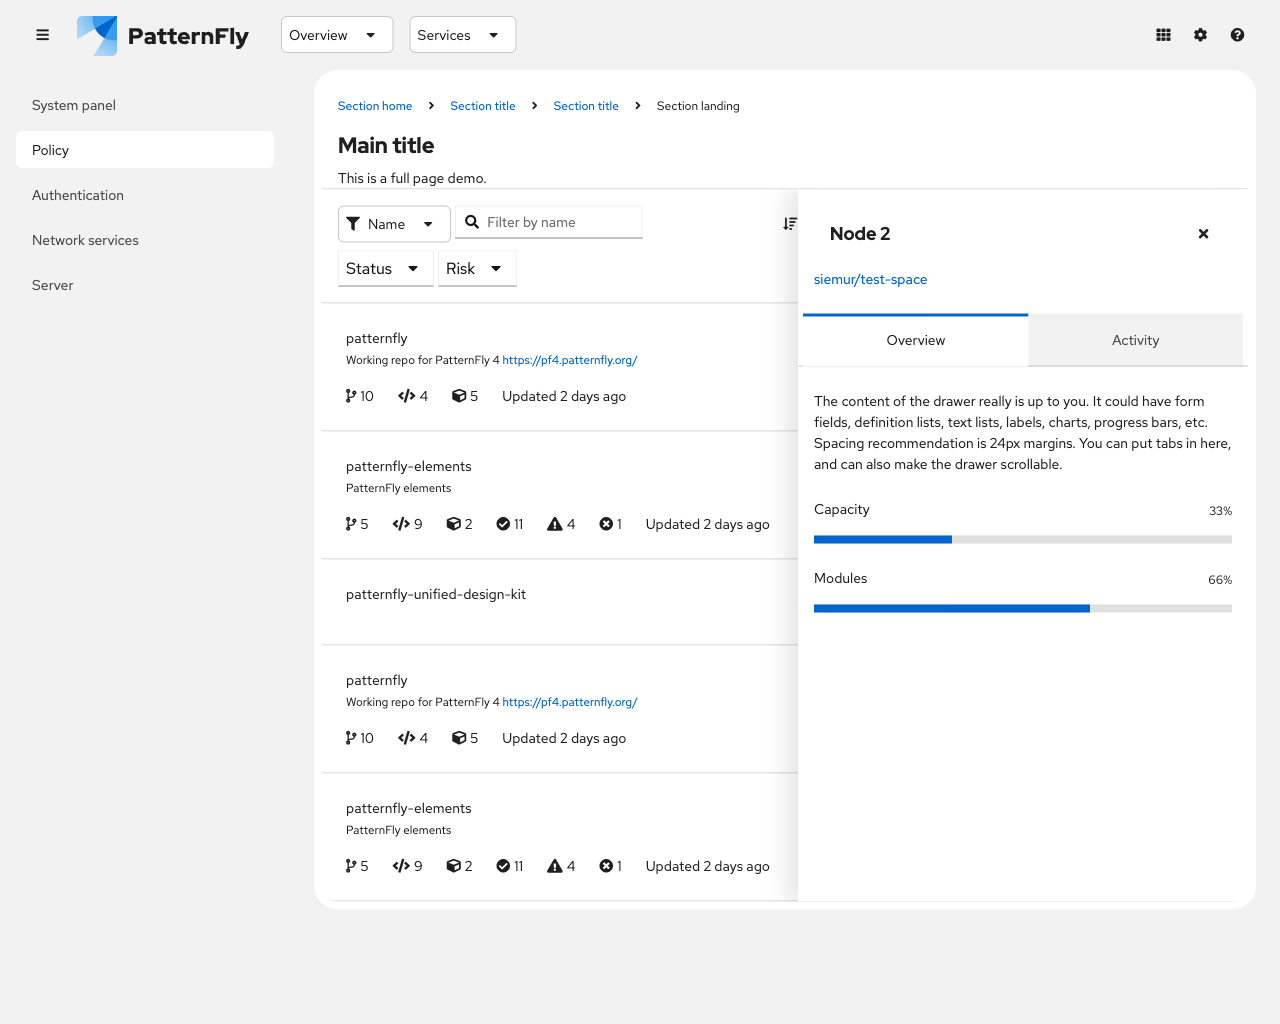 PatternFly
Overview
Services
System panel
Policy
Authentication
Network services
Server
Section home
Section title
Section title
Section landing
Main title
This is a full page demo.
Name
Filter by name
Status
Risk
patternfly
Working repo for PatternFly 4 https://pf4.patternfly.org/
10 4 5 Updated 2 days ago
patternfly-elements
PatternFly elements
5 9 2 11 4 1 Updated 2 days ago
patternfly-unified-design-kit
patternfly
Working repo for PatternFly 4 https://pf4.patternfly.org/
10 4 5 Updated 2 days ago
patternfly-elements
PatternFly elements
5 9 2 11 4 1 Updated 2 days ago
Node 2
siemur/test-space
Overview
Activity
The content of the drawer really is up to you. It could have form
fields, definition lists, text lists, labels, charts, progress bars, etc.
Spacing recommendation is 24px margins. You can put tabs in here,
and can also make the drawer scrollable.
Capacity
33%
Modules
66%